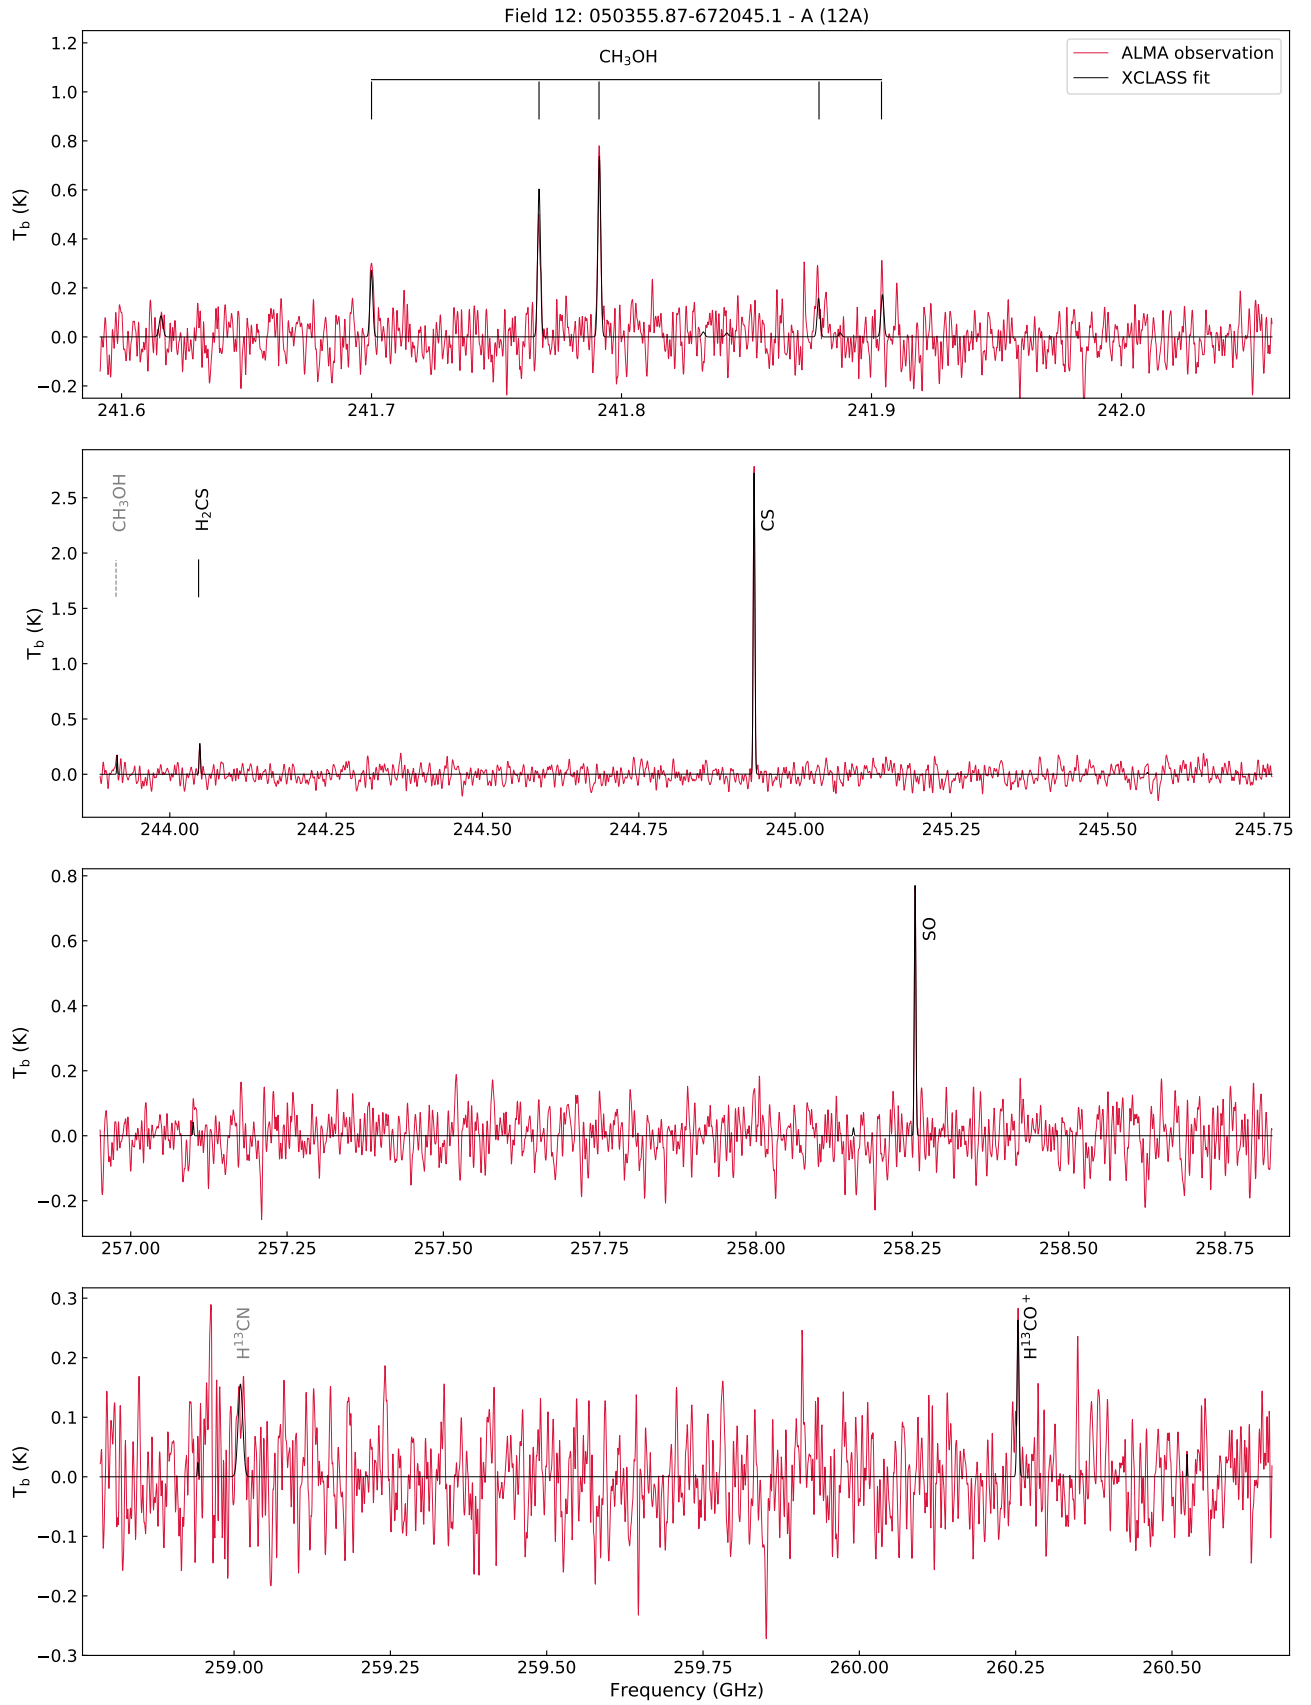 Field 12: 050355.87-672045.1 - A (12A)
CH₃OH
ALMA observation
XCLASS fit
1.2
1.0
0.8
0.6
0.4
0.2
0.0
−0.2
T_b (K)
241.6 241.7 241.8 241.9 242.0
CH₃OH
H₂CS
CS
2.5
2.0
1.5
1.0
0.5
0.0
T_b (K)
244.00 244.25 244.50 244.75 245.00 245.25 245.50 245.75
SO
0.8
0.6
0.4
0.2
0.0
−0.2
T_b (K)
257.00 257.25 257.50 257.75 258.00 258.25 258.50 258.75
H¹³CN
H¹³CO⁺
0.3
0.2
0.1
0.0
−0.1
−0.2
−0.3
T_b (K)
259.00 259.25 259.50 259.75 260.00 260.25 260.50
Frequency (GHz)